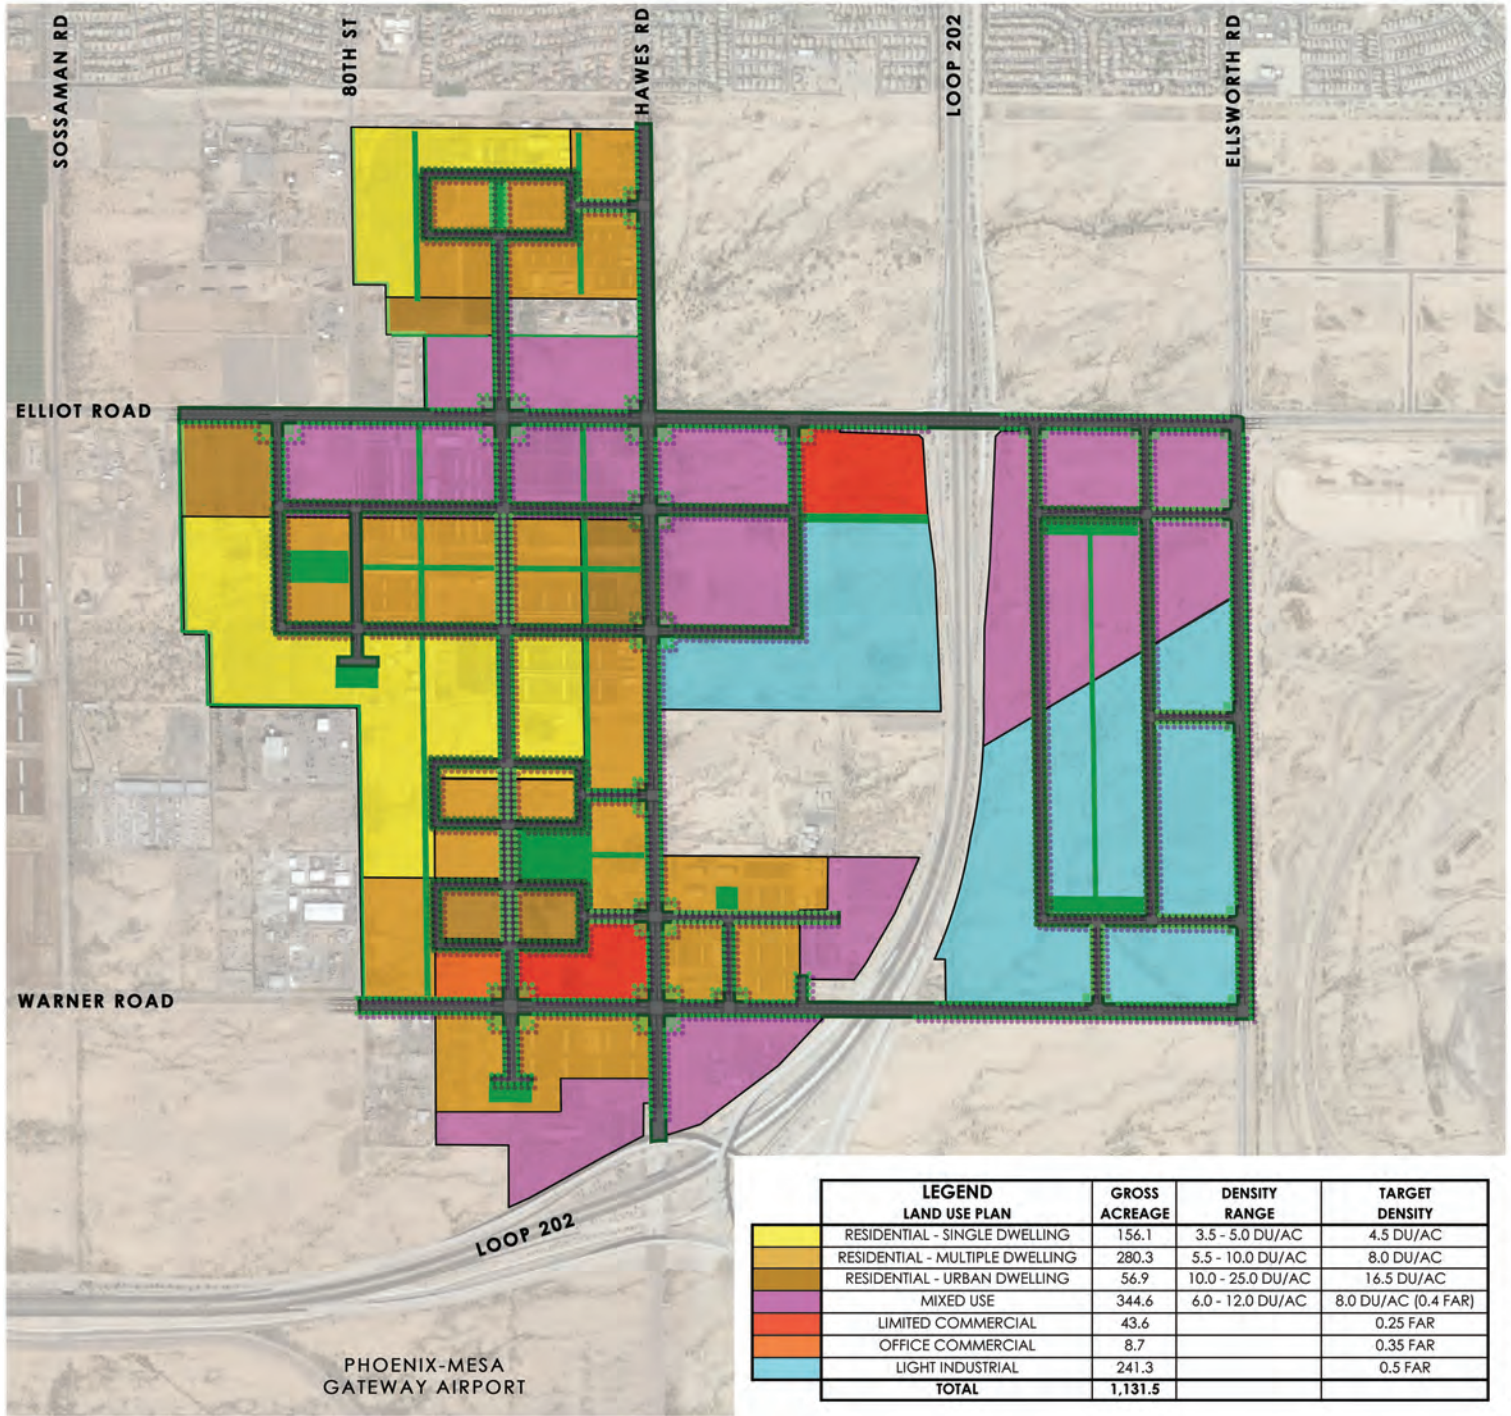 SOSSAMAN RD
80TH ST
HAWES RD
LOOP 202
ELLSWORTH RD
ELLIOT ROAD
WARNER ROAD
LOOP 202
PHOENIX-MESA
GATEWAY AIRPORT
LEGEND GROSS DENSITY TARGET
LAND USE PLAN ACREAGE RANGE DENSITY
RESIDENTIAL - SINGLE DWELLING 156.1 3.5 - 5.0 DU/AC 4.5 DU/AC
RESIDENTIAL - MULTIPLE DWELLING 280.3 5.5 - 10.0 DU/AC 8.0 DU/AC
RESIDENTIAL - URBAN DWELLING 56.9 10.0 - 25.0 DU/AC 16.5 DU/AC
MIXED USE 344.6 6.0 - 12.0 DU/AC 8.0 DU/AC (0.4 FAR)
LIMITED COMMERCIAL 43.6 0.25 FAR
OFFICE COMMERCIAL 8.7 0.35 FAR
LIGHT INDUSTRIAL 241.3 0.5 FAR
TOTAL 1,131.5